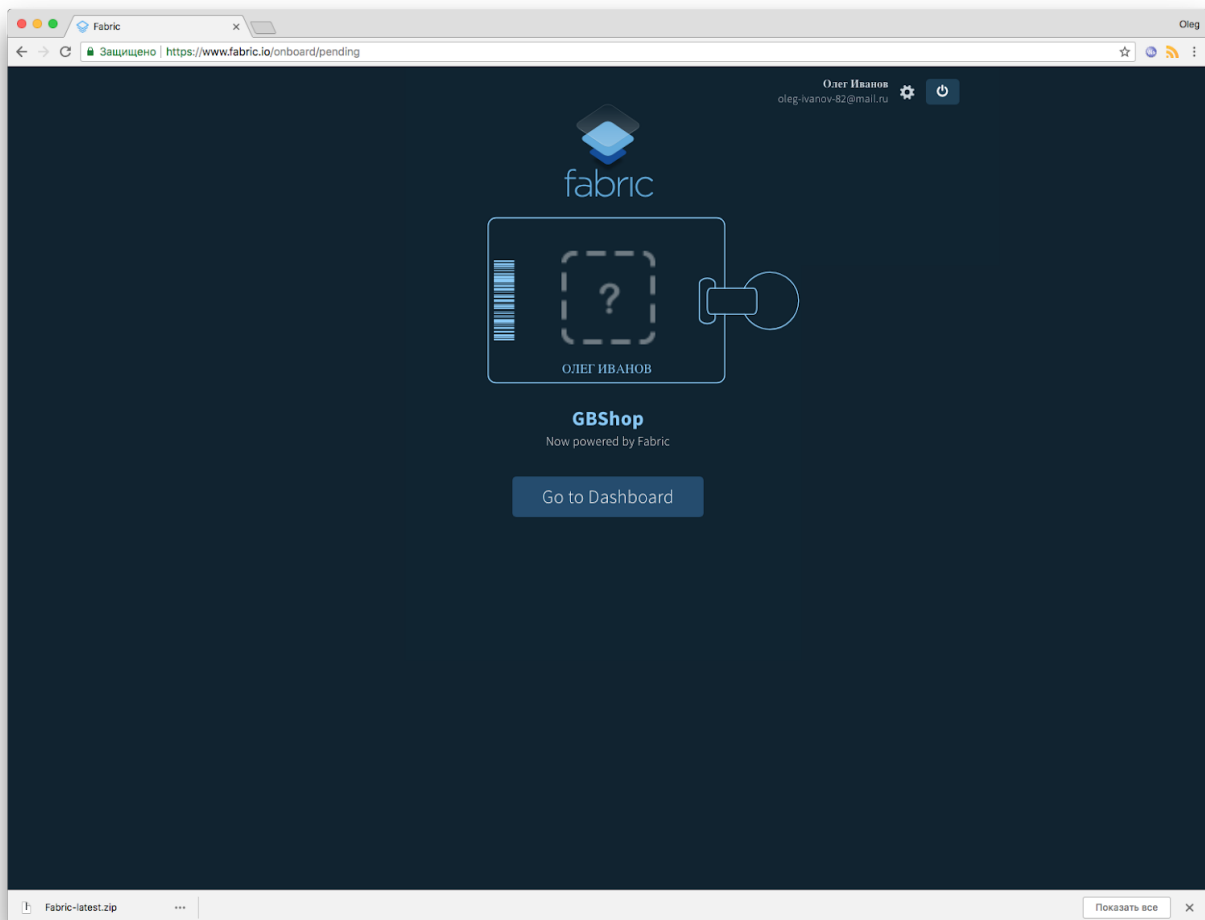 Fabric
Oleg
Защищено | https://www.fabric.io/onboard/pending
Олег Иванов
oleg-ivanov-82@mail.ru
fabric
?
ОЛЕГ ИВАНОВ
GBShop
Now powered by Fabric
Go to Dashboard
Fabric-latest.zip
Показать все